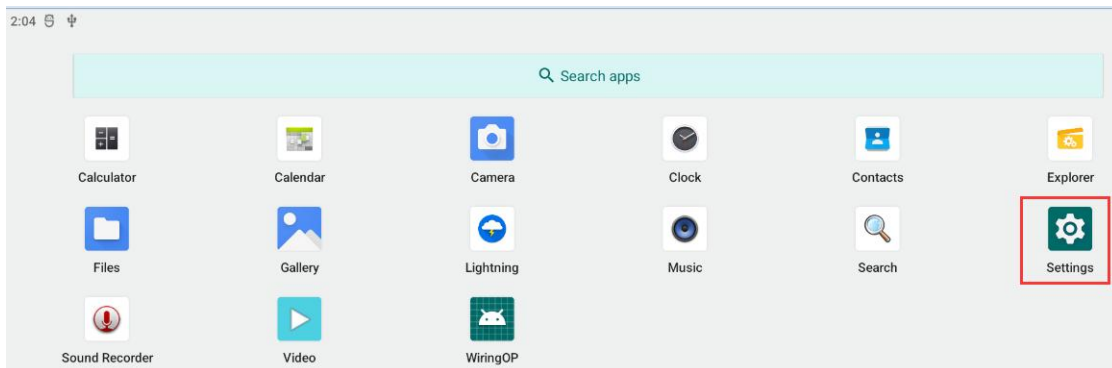 2:04
Search apps
Calculator
Calendar
Camera
Clock
Contacts
Explorer
Files
Gallery
Lightning
Music
Search
Settings
Sound Recorder
Video
WiringOP